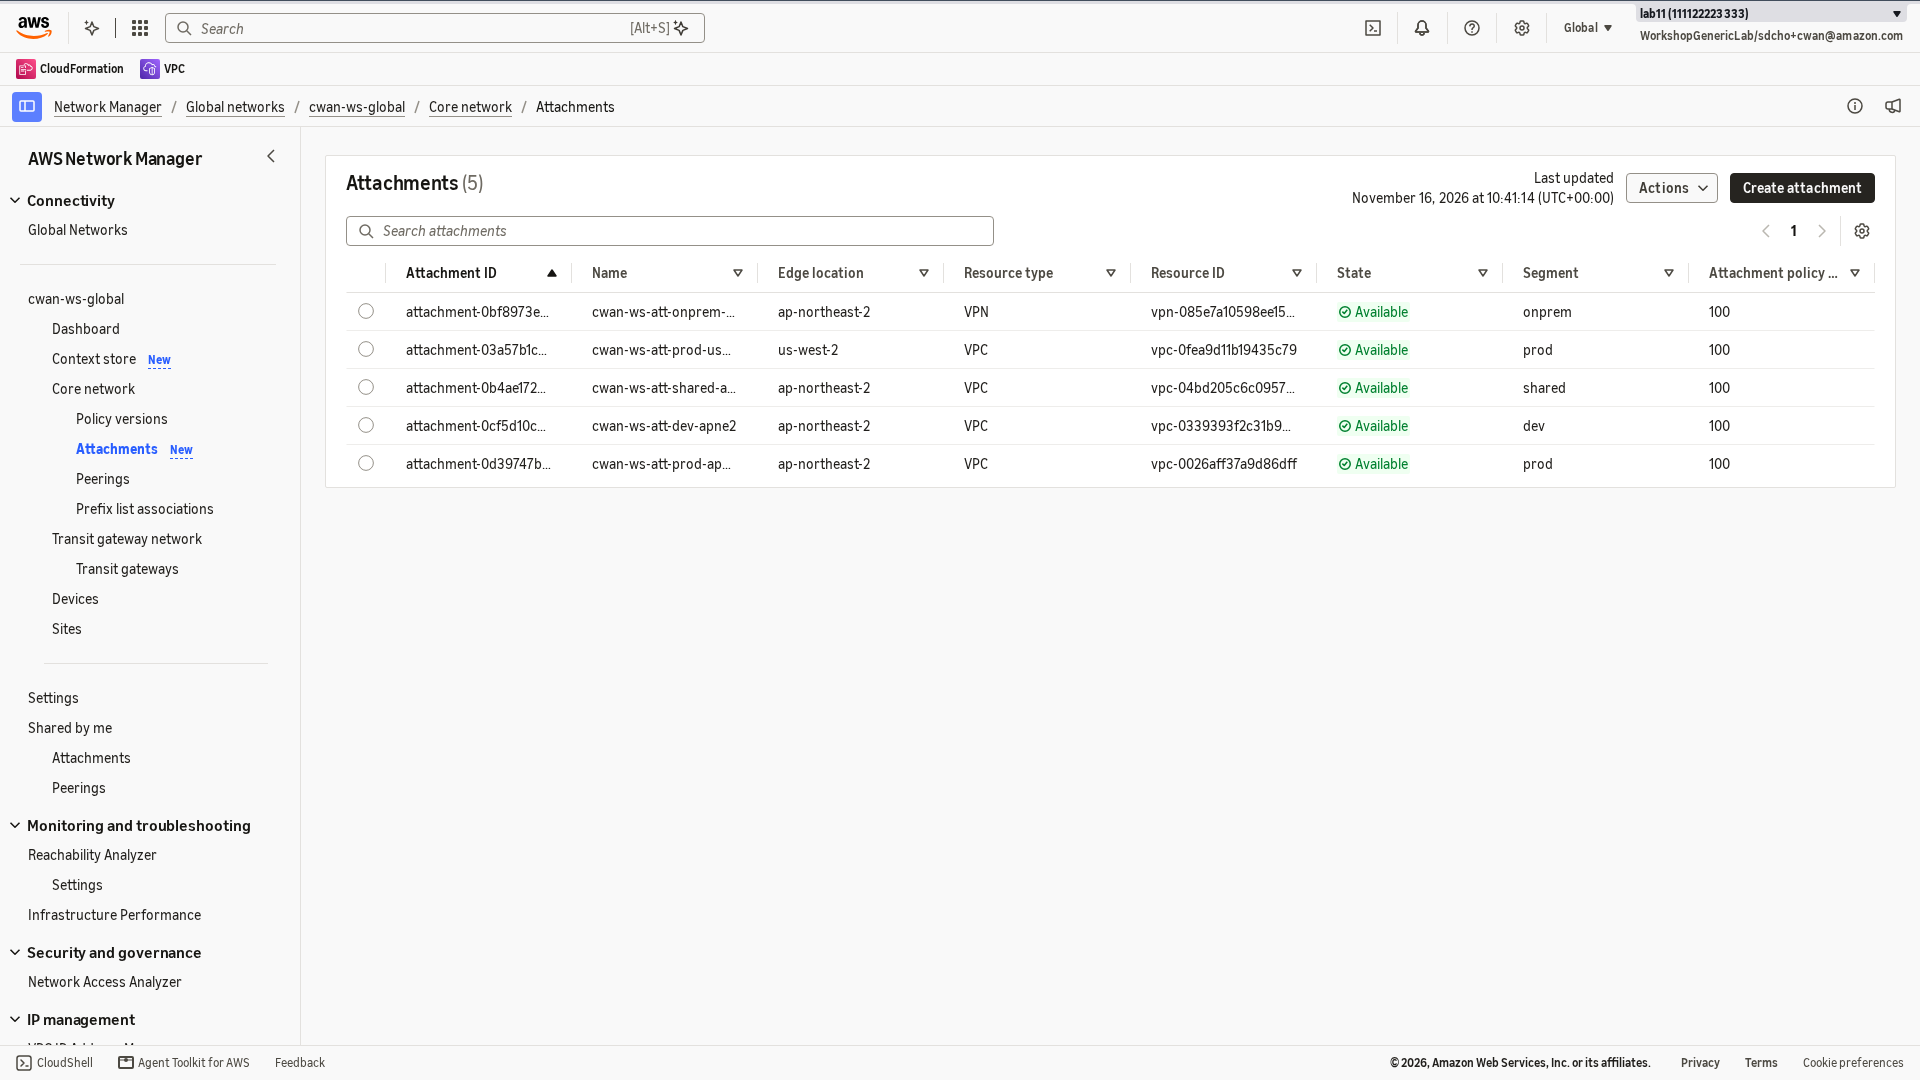 aws
Search [Alt+S]
Global
lab11 (111122223333)
WorkshopGenericLab/sdcho+cwan@amazon.com
CloudFormation
VPC
Network Manager / Global networks / cwan-ws-global / Core network / Attachments
AWS Network Manager
Connectivity
Global Networks
cwan-ws-global
Dashboard
Context store New
Core network
Policy versions
Attachments New
Peerings
Prefix list associations
Transit gateway network
Transit gateways
Devices
Sites
Settings
Shared by me
Attachments
Peerings
Monitoring and troubleshooting
Reachability Analyzer
Settings
Infrastructure Performance
Security and governance
Network Access Analyzer
IP management
Attachments (5)
Last updated
November 16, 2026 at 10:41:14 (UTC+00:00)
Actions
Create attachment
Search attachments
1
Attachment ID Name Edge location Resource type Resource ID State Segment Attachment policy ...
attachment-0bf8973e... cwan-ws-att-onprem-... ap-northeast-2 VPN vpn-085e7a10598ee15... Available onprem 100
attachment-03a57b1c... cwan-ws-att-prod-us... us-west-2 VPC vpc-0fea9d11b19435c79 Available prod 100
attachment-0b4ae172... cwan-ws-att-shared-a... ap-northeast-2 VPC vpc-04bd205c6c0957... Available shared 100
attachment-0cf5d10c... cwan-ws-att-dev-apne2 ap-northeast-2 VPC vpc-0339393f2c31b9... Available dev 100
attachment-0d39747b... cwan-ws-att-prod-ap... ap-northeast-2 VPC vpc-0026aff37a9d86dff Available prod 100
CloudShell
Agent Toolkit for AWS
Feedback
© 2026, Amazon Web Services, Inc. or its affiliates.
Privacy
Terms
Cookie preferences